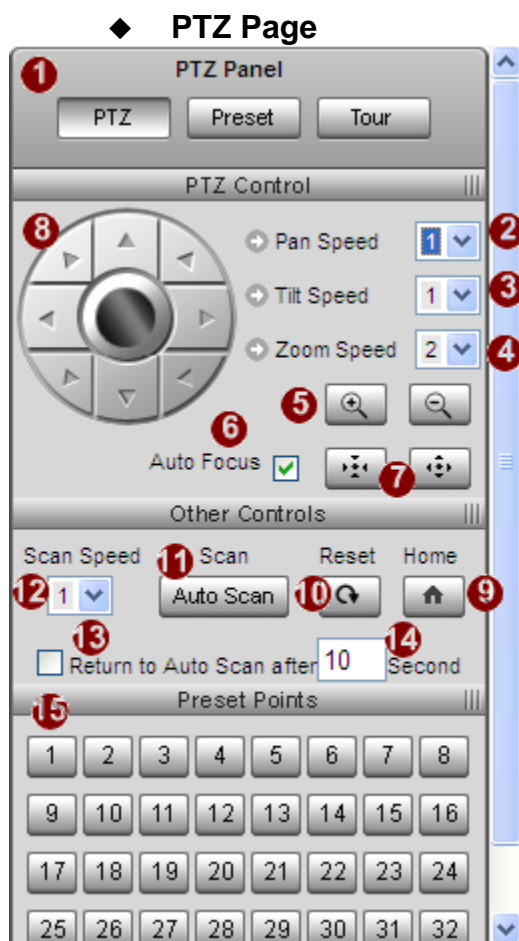 ◆ PTZ Page
1 PTZ Panel
PTZ Preset Tour
PTZ Control
8 Pan Speed 1 2
Tilt Speed 1 3
Zoom Speed 2 4
5
6
Auto Focus 7
Other Controls
Scan Speed 11 Scan Reset Home
12 1 Auto Scan 10 9
13 14
Return to Auto Scan after 10 Second
15 Preset Points
1 2 3 4 5 6 7 8
9 10 11 12 13 14 15 16
17 18 19 20 21 22 23 24
25 26 27 28 29 30 31 32